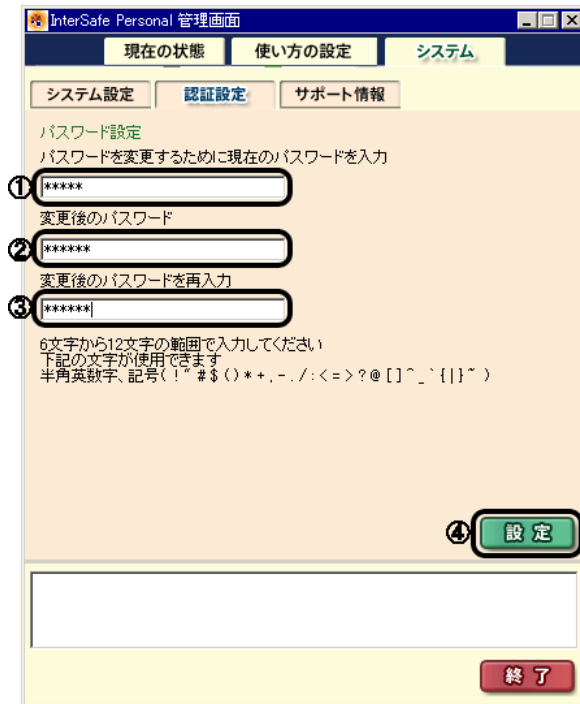 InterSafe Personal 管理画面
現在の状態 使い方の設定 システム
システム設定 認証設定 サポート情報
パスワード設定
パスワードを変更するために現在のパスワードを入力
① *****
変更後のパスワード
② ******
変更後のパスワードを再入力
③ ******
6文字から12文字の範囲で入力してください
下記の文字が使用できます
半角英数字、記号( ! " # $ ( ) * + , - . / : < = > ? @ [ ] ^ _ ` { | } ~ )
④ 設定
終了